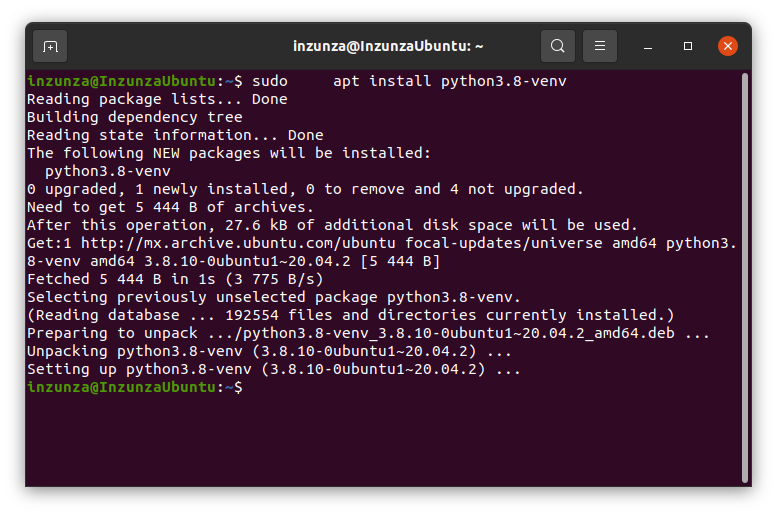 inzunza@InzunzaUbuntu: ~
inzunza@InzunzaUbuntu:~$ sudo     apt install python3.8-venv
Reading package lists... Done
Building dependency tree
Reading state information... Done
The following NEW packages will be installed:
  python3.8-venv
0 upgraded, 1 newly installed, 0 to remove and 4 not upgraded.
Need to get 5 444 B of archives.
After this operation, 27.6 kB of additional disk space will be used.
Get:1 http://mx.archive.ubuntu.com/ubuntu focal-updates/universe amd64 python3.
8-venv amd64 3.8.10-0ubuntu1~20.04.2 [5 444 B]
Fetched 5 444 B in 1s (3 775 B/s)
Selecting previously unselected package python3.8-venv.
(Reading database ... 192554 files and directories currently installed.)
Preparing to unpack .../python3.8-venv_3.8.10-0ubuntu1~20.04.2_amd64.deb ...
Unpacking python3.8-venv (3.8.10-0ubuntu1~20.04.2) ...
Setting up python3.8-venv (3.8.10-0ubuntu1~20.04.2) ...
inzunza@InzunzaUbuntu:~$